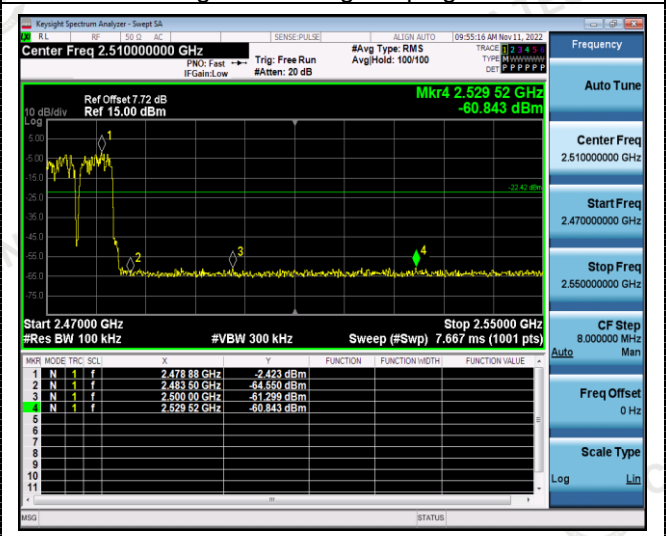 Keysight Spectrum Analyzer - Swept SA
RL RF 50 Ω AC SENSE:PULSE ALIGN AUTO 09:55:16 AM Nov 11, 2022
Center Freq 2.510000000 GHz
PNO: Fast
IFGain:Low
Trig: Free Run
#Atten: 20 dB
#Avg Type: RMS
Avg|Hold: 100/100
TRACE 1 2 3 4 5 6
TYPE M W W W W W
DET P P P P P P
Mkr4 2.529 52 GHz
-60.843 dBm
Ref Offset 7.72 dB
10 dB/div Ref 15.00 dBm
Log
5.00
-5.00
-15.0
-25.0
-35.0
-45.0
-55.0
-65.0
-75.0
1
2
3
4
-22.42 dBm
Start 2.47000 GHz Stop 2.55000 GHz
#Res BW 100 kHz #VBW 300 kHz Sweep (#Swp) 7.667 ms (1001 pts)
MKR MODE TRC SCL X Y FUNCTION FUNCTION WIDTH FUNCTION VALUE
1 N 1 f 2.478 88 GHz -2.423 dBm
2 N 1 f 2.483 50 GHz -64.550 dBm
3 N 1 f 2.500 00 GHz -61.299 dBm
4 N 1 f 2.529 52 GHz -60.843 dBm
5
6
7
8
9
10
11
MSG STATUS
Frequency
Auto Tune
Center Freq
2.510000000 GHz
Start Freq
2.470000000 GHz
Stop Freq
2.550000000 GHz
CF Step
8.000000 MHz
Auto Man
Freq Offset
0 Hz
Scale Type
Log Lin